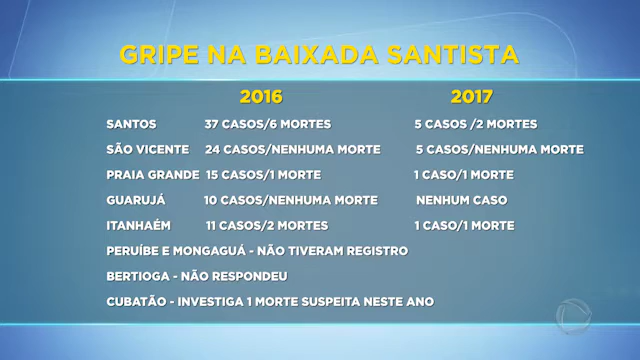 GRIPE NA BAIXADA SANTISTA
2016 2017
SANTOS 37 CASOS/6 MORTES 5 CASOS /2 MORTES
SÃO VICENTE 24 CASOS/NENHUMA MORTE 5 CASOS/NENHUMA MORTE
PRAIA GRANDE 15 CASOS/1 MORTE 1 CASO/1 MORTE
GUARUJÁ 10 CASOS/NENHUMA MORTE NENHUM CASO
ITANHAÉM 11 CASOS/2 MORTES 1 CASO/1 MORTE
PERUÍBE E MONGAGUÁ - NÃO TIVERAM REGISTRO
BERTIOGA - NÃO RESPONDEU
CUBATÃO - INVESTIGA 1 MORTE SUSPEITA NESTE ANO